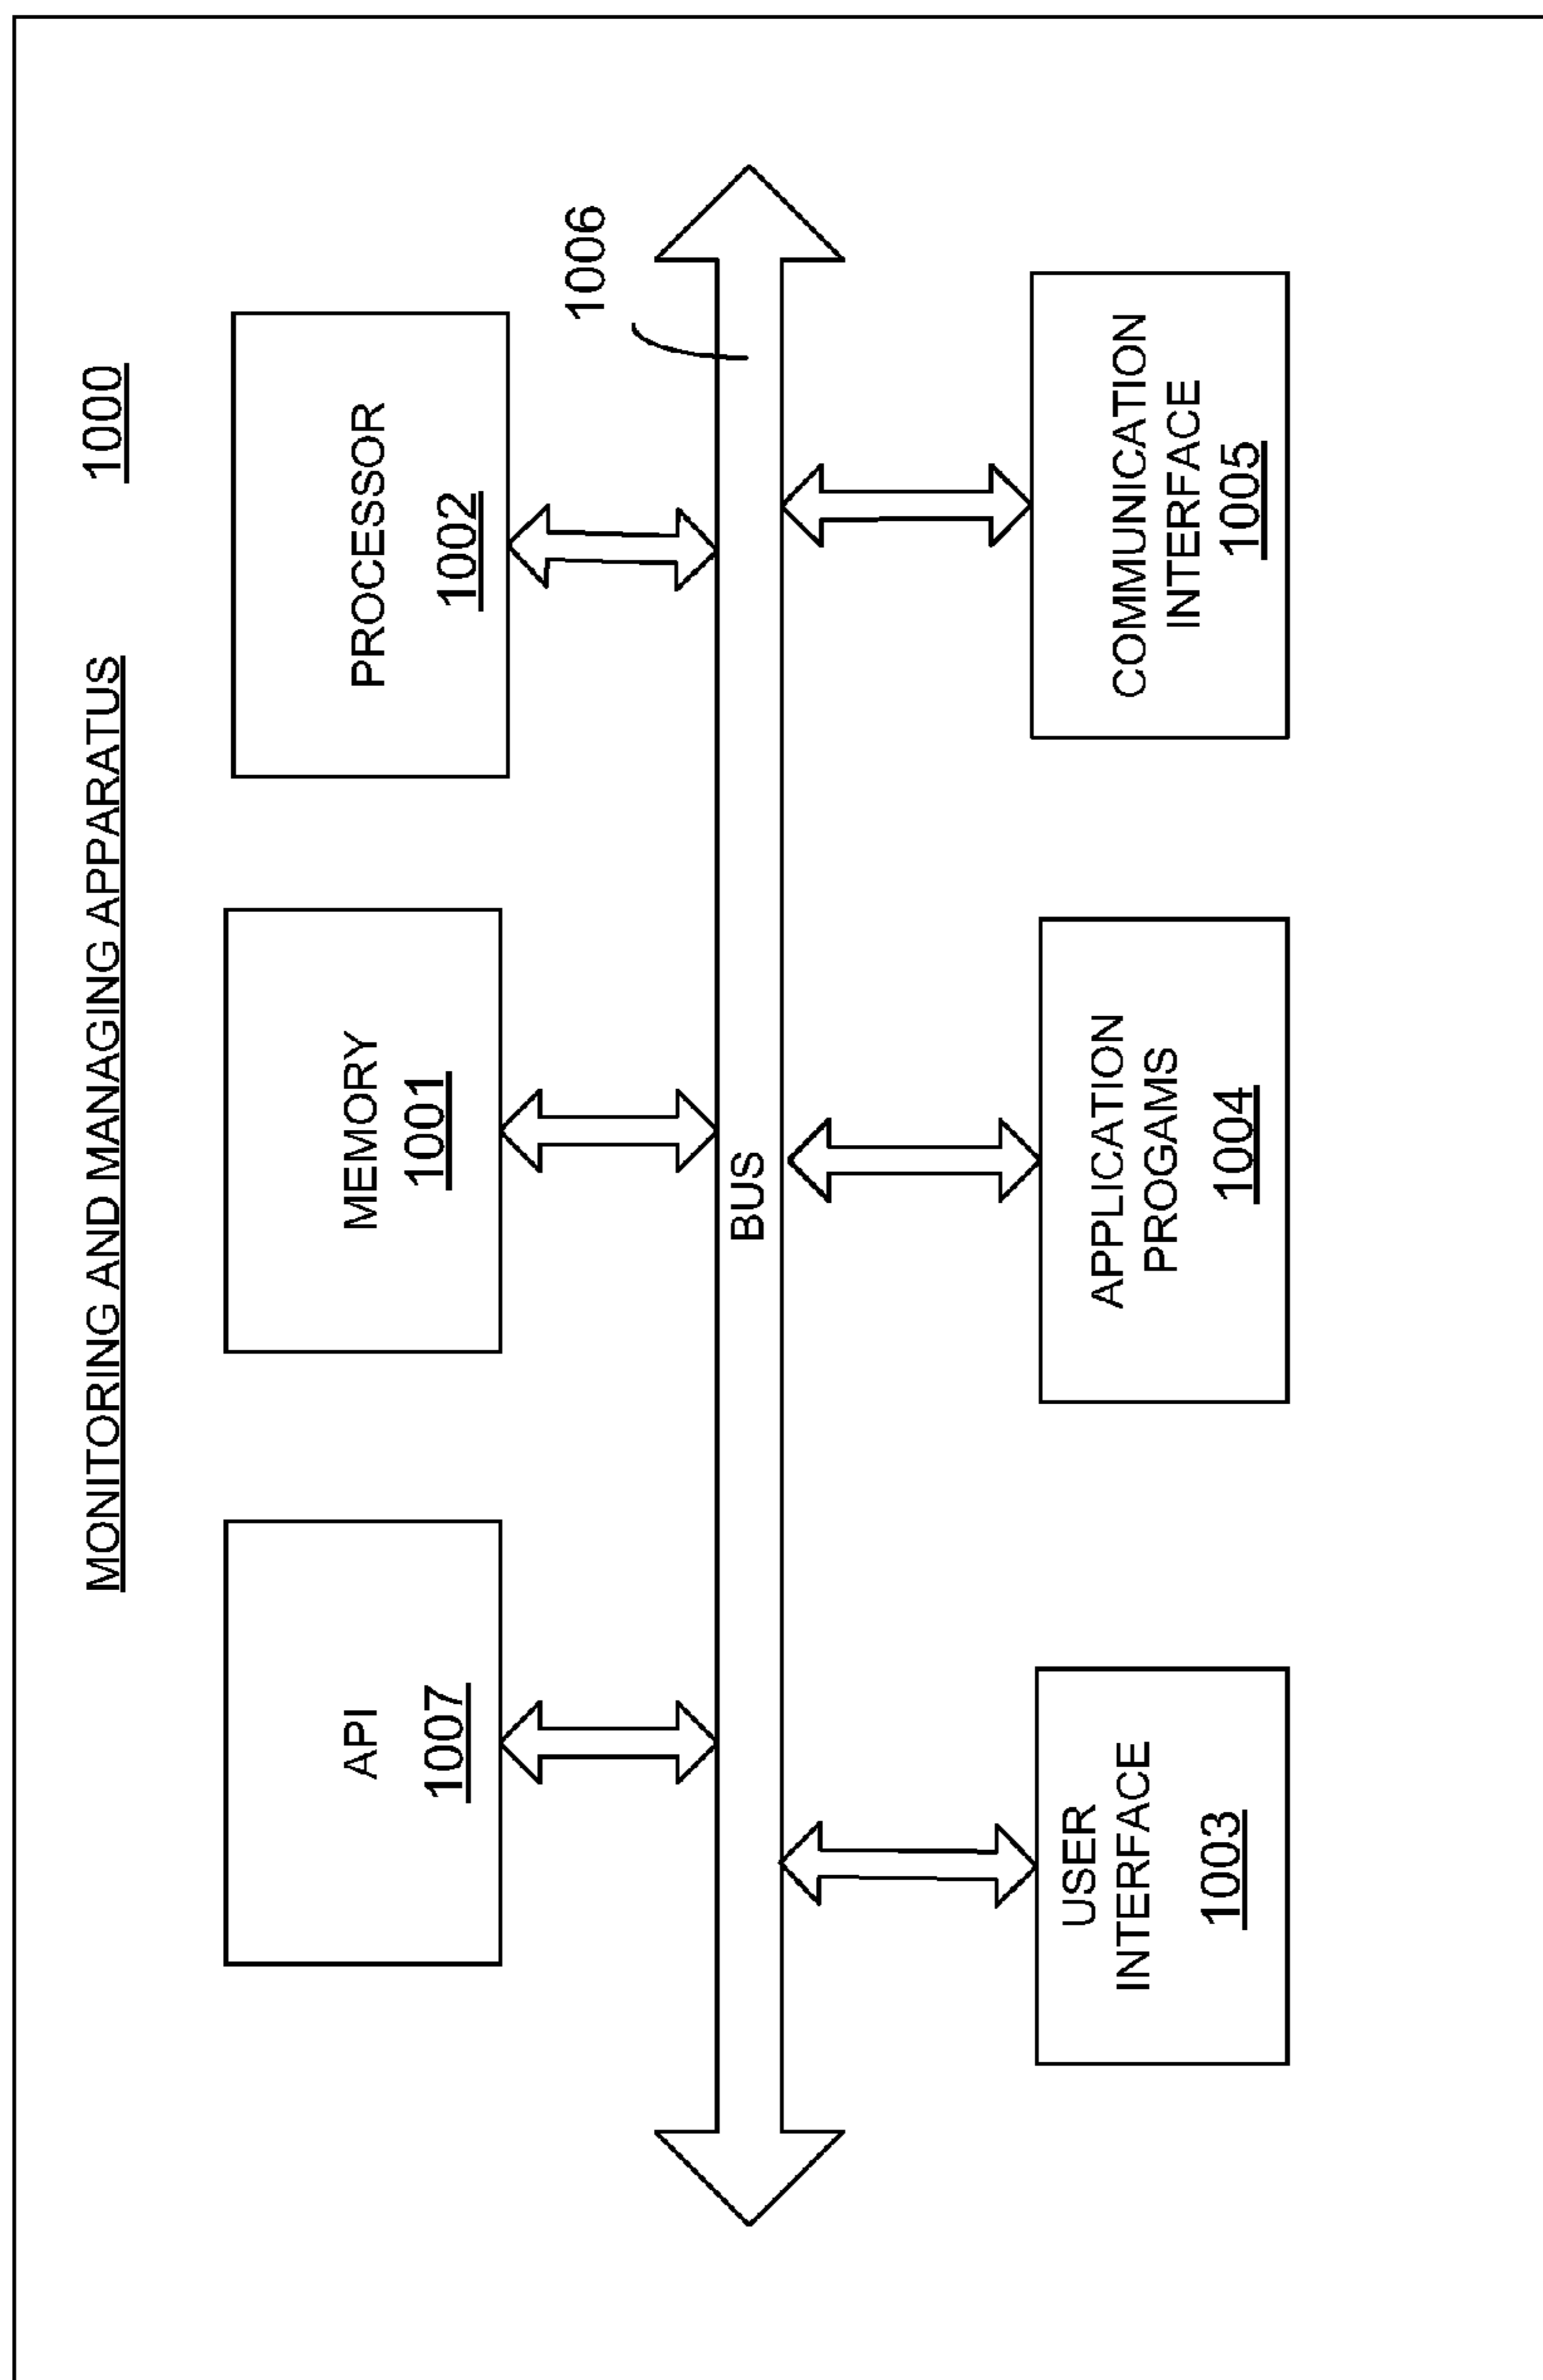 MONITORING AND MANAGING APPARATUS
1000
API
1007
MEMORY
1001
PROCESSOR
1002
1006
BUS
USER
INTERFACE
1003
APPLICATION
PROGAMS
1004
COMMUNICATION
INTERFACE
1005